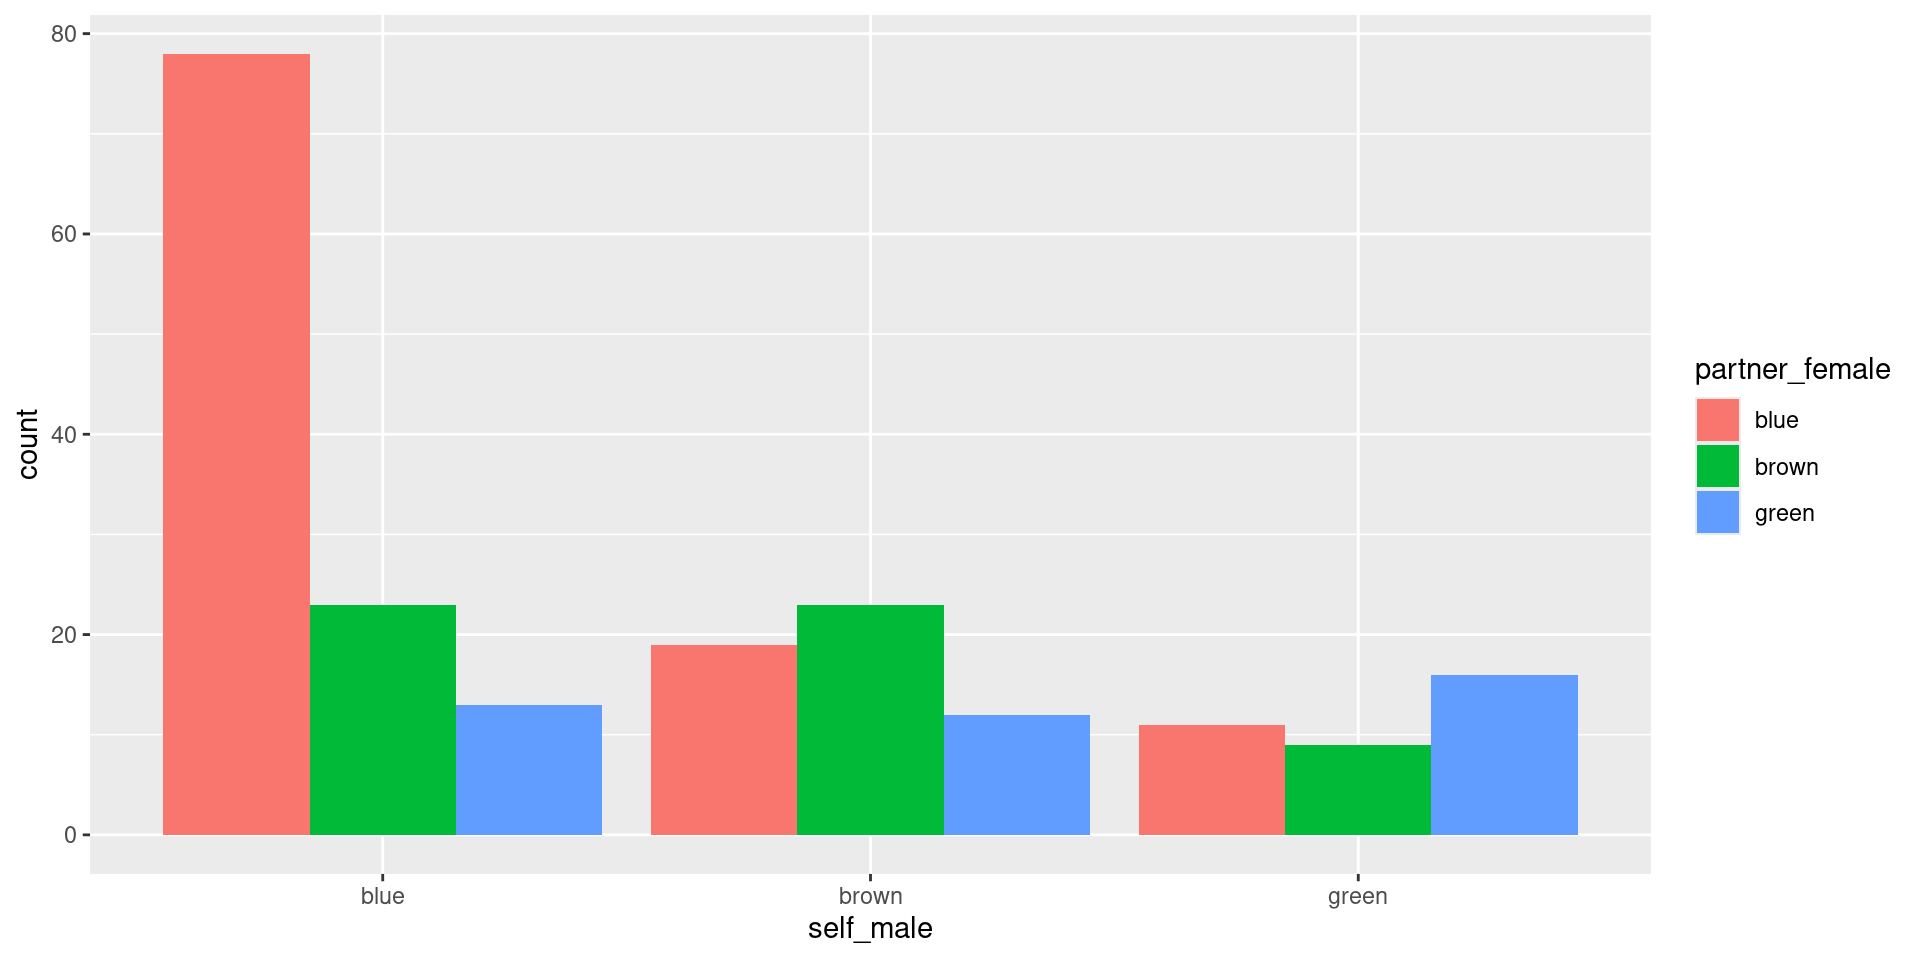 80
60
40
20
0
count
blue
brown
green
self_male
partner_female
blue
brown
green